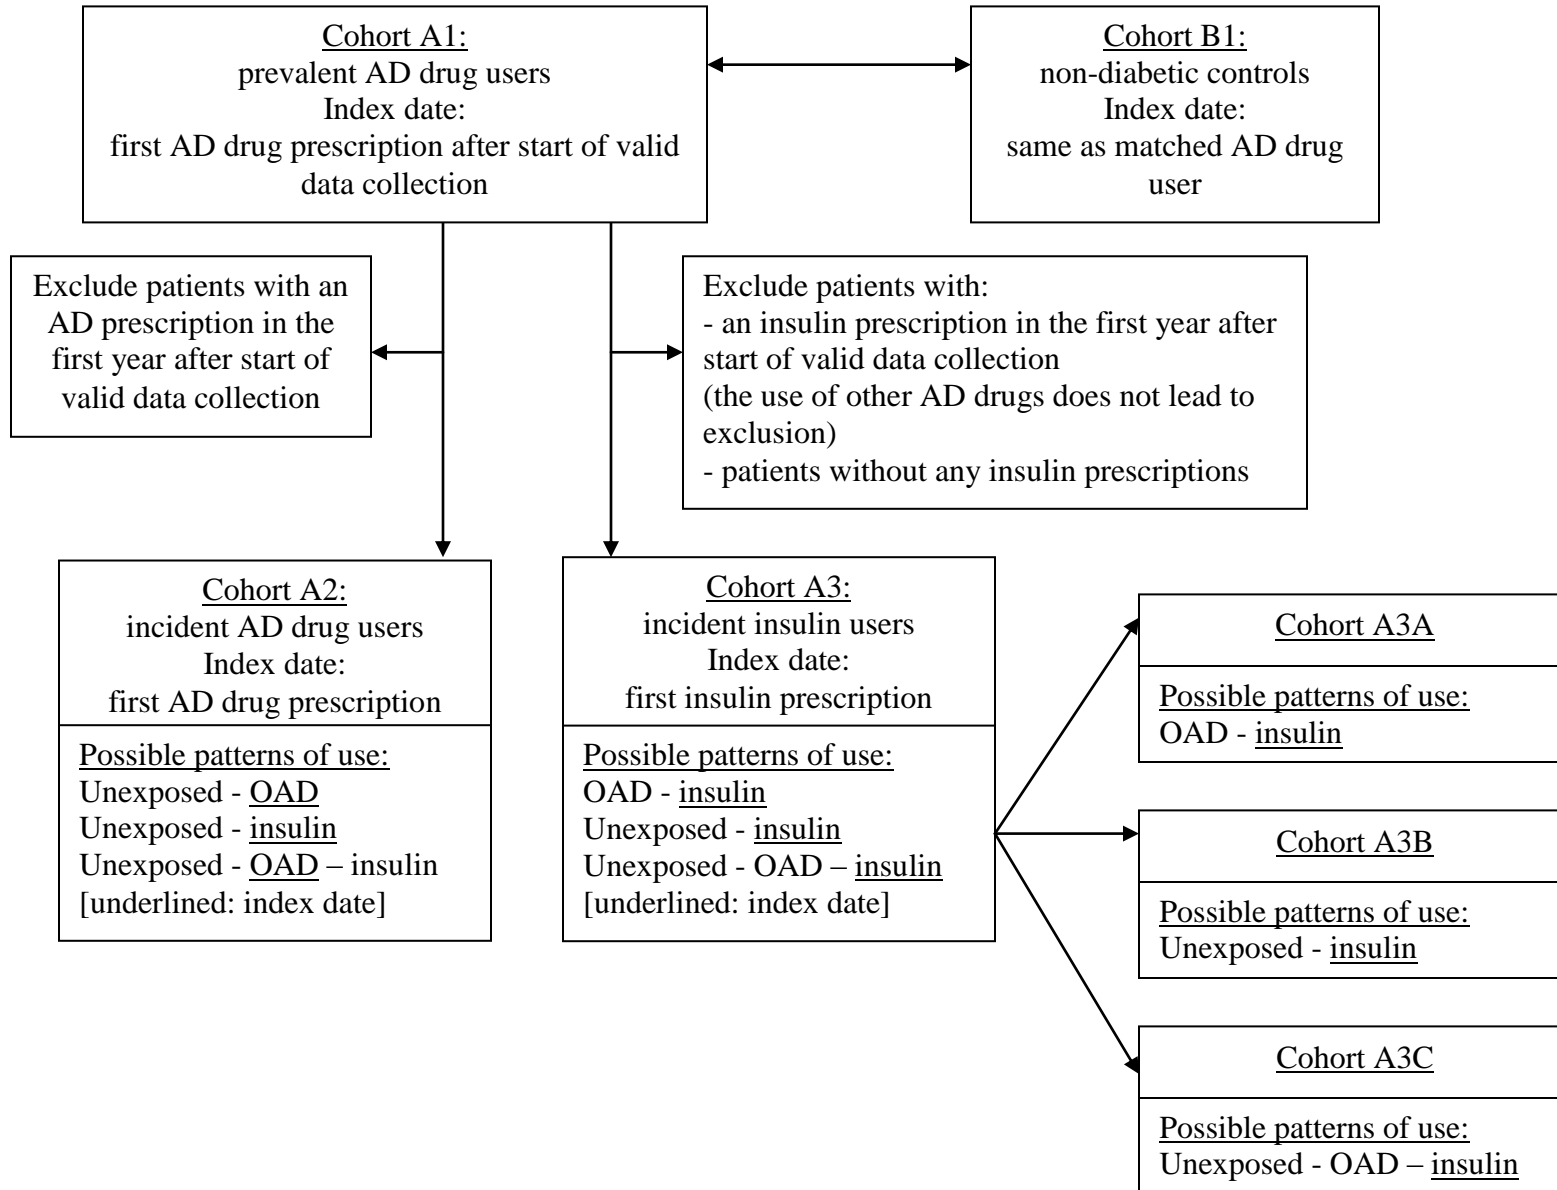 Cohort A1:
prevalent AD drug users
Index date:
first AD drug prescription after start of valid
data collection
Cohort B1:
non-diabetic controls
Index date:
same as matched AD drug
user
Exclude patients with an
AD prescription in the
first year after start of
valid data collection
Exclude patients with:
- an insulin prescription in the first year after
start of valid data collection
(the use of other AD drugs does not lead to
exclusion)
- patients without any insulin prescriptions
Cohort A2:
incident AD drug users
Index date:
first AD drug prescription
Possible patterns of use:
Unexposed - OAD
Unexposed - insulin
Unexposed - OAD – insulin
[underlined: index date]
Cohort A3:
incident insulin users
Index date:
first insulin prescription
Possible patterns of use:
OAD - insulin
Unexposed - insulin
Unexposed - OAD – insulin
[underlined: index date]
Cohort A3A
Possible patterns of use:
OAD - insulin
Cohort A3B
Possible patterns of use:
Unexposed - insulin
Cohort A3C
Possible patterns of use:
Unexposed - OAD – insulin